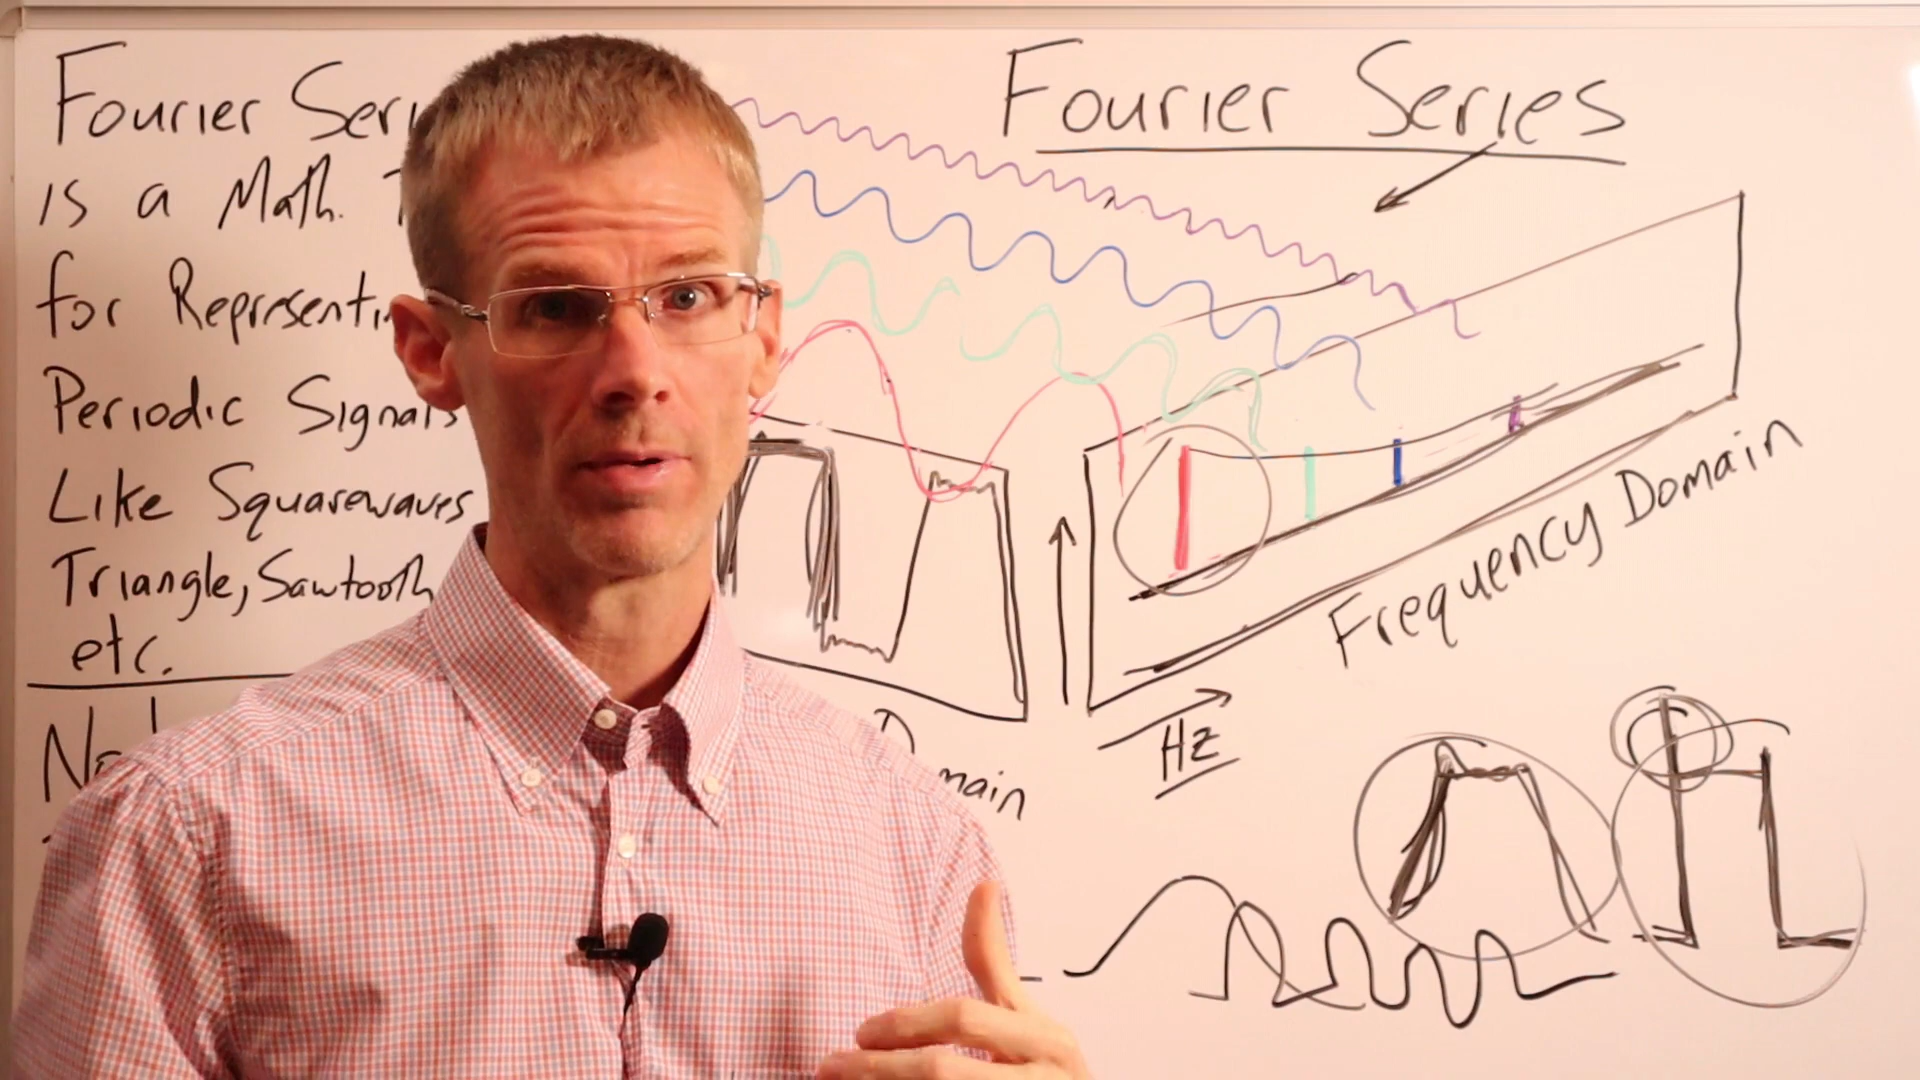 Fourier Seri
is a Math.
for Representi
Periodic Signals
Like Squarewaves
Triangle, Sawtooth
etc.
Fourier Series
Frequency Domain
Hz
D
main